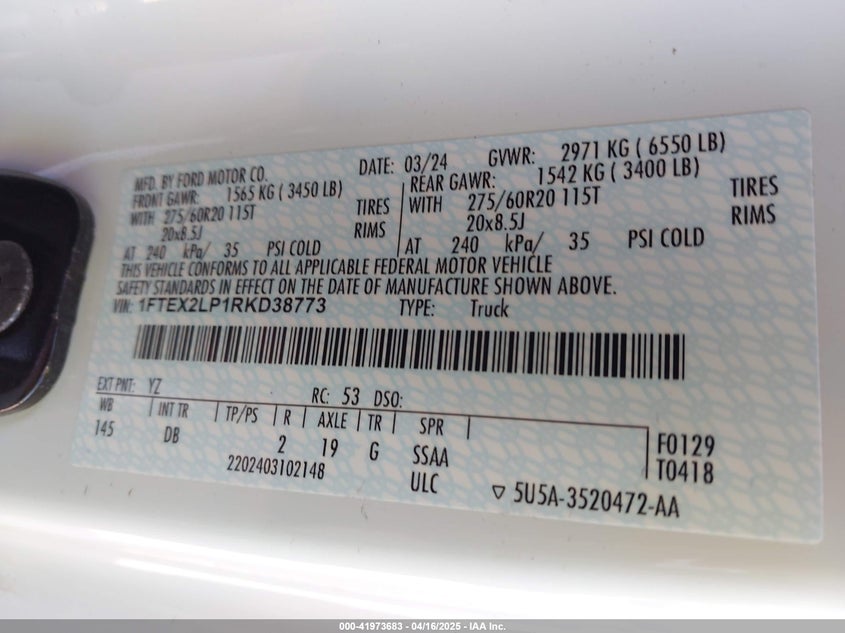 MFD. BY FORD MOTOR CO. DATE: 03/24 GVWR: 2971 KG ( 6550 LB)
FRONT GAWR: 1565 KG ( 3450 LB) REAR GAWR: 1542 KG ( 3400 LB)
WITH 275/60R20 115T TIRES WITH 275/60R20 115T TIRES
20x8.5J RIMS 20x8.5J RIMS
AT 240 kPa/ 35 PSI COLD AT 240 kPa/ 35 PSI COLD
THIS VEHICLE CONFORMS TO ALL APPLICABLE FEDERAL MOTOR VEHICLE
SAFETY STANDARDS IN EFFECT ON THE DATE OF MANUFACTURE SHOWN ABOVE.
VIN: 1FTEX2LP1RKD38773 TYPE: Truck
EXT PNT: YZ RC: 53 DSO:
WB INT TR TP/PS R AXLE TR SPR F0129
145 DB 2 19 G SSAA T0418
2202403102148 ULC 5U5A-3520472-AA
000-41973683 - 04/16/2025 - IAA Inc.